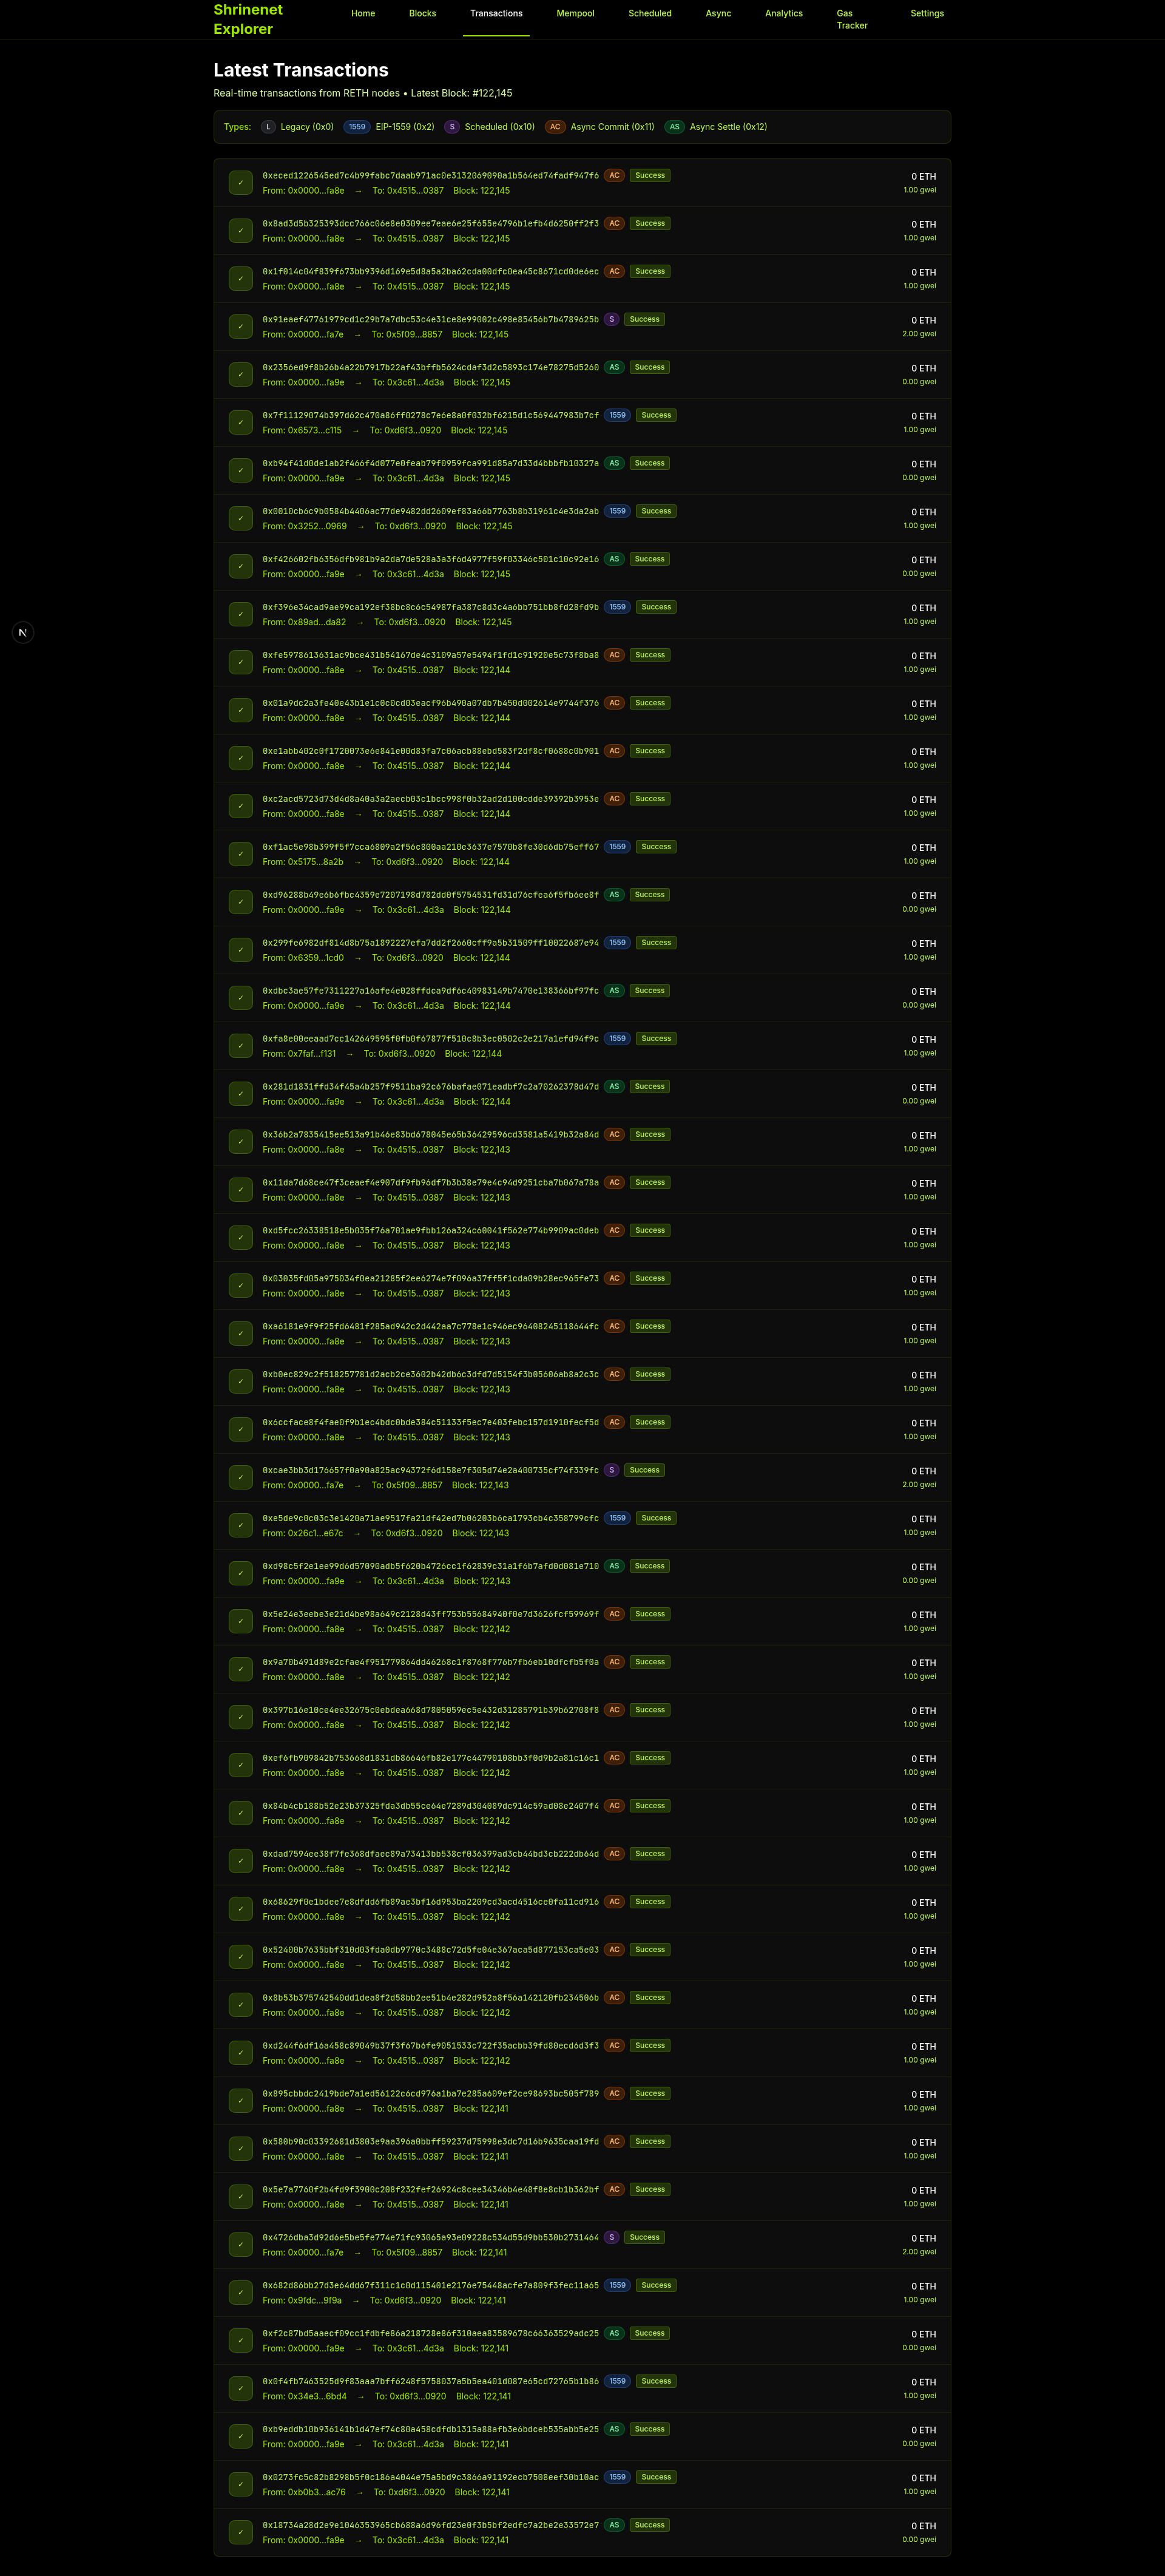 Shrinenet
Explorer
Home
Blocks
Transactions
Mempool
Scheduled
Async
Analytics
Gas
Tracker
Settings
Latest Transactions
Real-time transactions from RETH nodes • Latest Block: #122,145
Types: L Legacy (0x0) 1559 EIP-1559 (0x2) S Scheduled (0x10) AC Async Commit (0x11) AS Async Settle (0x12)
✓ 0xeced1226545ed7c4b99fabc7daab971ac0e3132069090a1b564ed74fadf947f6 AC Success 0 ETH
From: 0x0000...fa8e → To: 0x4515...0387 Block: 122,145 1.00 gwei
✓ 0x8ad3d5b325393dcc766c06e8e0309ee7eae6e25f655e4796b1efb4d6250ff2f3 AC Success 0 ETH
From: 0x0000...fa8e → To: 0x4515...0387 Block: 122,145 1.00 gwei
✓ 0x1f014c04f839f673bb9396d169e5d8a5a2ba62cda00dfc0ea45c8671cd0de6ec AC Success 0 ETH
From: 0x0000...fa8e → To: 0x4515...0387 Block: 122,145 1.00 gwei
✓ 0x91eaef47761979cd1c29b7a7dbc53c4e31ce8e99002c498e85456b7b4789625b S Success 0 ETH
From: 0x0000...fa7e → To: 0x5f09...8857 Block: 122,145 2.00 gwei
✓ 0x2356ed9f8b26b4a22b7917b22af43bffb5624cdaf3d2c5893c174e78275d5260 AS Success 0 ETH
From: 0x0000...fa9e → To: 0x3c61...4d3a Block: 122,145 0.00 gwei
✓ 0x7f11129074b397d62c470a86ff0278c7e6e8a0f032bf6215d1c569447983b7cf 1559 Success 0 ETH
From: 0x6573...c115 → To: 0xd6f3...0920 Block: 122,145 1.00 gwei
✓ 0xb94f41d0de1ab2f466f4d077e0feab79f0959fca991d85a7d33d4bbbfb10327a AS Success 0 ETH
From: 0x0000...fa9e → To: 0x3c61...4d3a Block: 122,145 0.00 gwei
✓ 0x0010cb6c9b0584b4406ac77de9482dd2609ef83a66b7763b8b31961c4e3da2ab 1559 Success 0 ETH
From: 0x3252...0969 → To: 0xd6f3...0920 Block: 122,145 1.00 gwei
✓ 0xf426602fb6356dfb981b9a2da7de528a3a3f6d4977f59f03346c501c10c92e16 AS Success 0 ETH
From: 0x0000...fa9e → To: 0x3c61...4d3a Block: 122,145 0.00 gwei
✓ 0xf396e34cad9ae99ca192ef38bc8c6c54987fa387c8d3c4a6bb751bb8fd28fd9b 1559 Success 0 ETH
From: 0x89ad...da82 → To: 0xd6f3...0920 Block: 122,145 1.00 gwei
N
✓ 0xfe5978613631ac9bce431b54167de4c3109a57e5494f1fd1c91920e5c73f8ba8 AC Success 0 ETH
From: 0x0000...fa8e → To: 0x4515...0387 Block: 122,144 1.00 gwei
✓ 0x01a9dc2a3fe40e43b1e1c0c0cd03eacf96b490a07db7b450d002614e9744f376 AC Success 0 ETH
From: 0x0000...fa8e → To: 0x4515...0387 Block: 122,144 1.00 gwei
✓ 0xe1abb402c0f1720073e6e841e00d83fa7c06acb88ebd583f2df8cf0688c0b901 AC Success 0 ETH
From: 0x0000...fa8e → To: 0x4515...0387 Block: 122,144 1.00 gwei
✓ 0xc2acd5723d73d4d8a40a3a2aecb03c1bcc998f0b32ad2d100cdde39392b3953e AC Success 0 ETH
From: 0x0000...fa8e → To: 0x4515...0387 Block: 122,144 1.00 gwei
✓ 0xf1ac5e98b399f5f7cca6809a2f56c800aa210e3637e7570b8fe30d6db75eff67 1559 Success 0 ETH
From: 0x5175...8a2b → To: 0xd6f3...0920 Block: 122,144 1.00 gwei
✓ 0xd96288b49e6b6fbc4359e7207198d782dd0f5754531fd31d76cfea6f5fb6ee8f AS Success 0 ETH
From: 0x0000...fa9e → To: 0x3c61...4d3a Block: 122,144 0.00 gwei
✓ 0x299fe6982df814d8b75a1892227efa7dd2f2660cff9a5b31509ff10022687e94 1559 Success 0 ETH
From: 0x6359...1cd0 → To: 0xd6f3...0920 Block: 122,144 1.00 gwei
✓ 0xdbc3ae57fe7311227a16afe4e028ffdca9df6c40983149b7470e138366bf97fc AS Success 0 ETH
From: 0x0000...fa9e → To: 0x3c61...4d3a Block: 122,144 0.00 gwei
✓ 0xfa8e00eeaad7cc142649595f0fb0f67877f510c8b3ec0502c2e217a1efd94f9c 1559 Success 0 ETH
From: 0x7faf...f131 → To: 0xd6f3...0920 Block: 122,144 1.00 gwei
✓ 0x281d1831ffd34f45a4b257f9511ba92c676bafae071eadbf7c2a70262378d47d AS Success 0 ETH
From: 0x0000...fa9e → To: 0x3c61...4d3a Block: 122,144 0.00 gwei
✓ 0x36b2a7835415ee513a91b46e83bd678045e65b36429596cd3581a5419b32a84d AC Success 0 ETH
From: 0x0000...fa8e → To: 0x4515...0387 Block: 122,143 1.00 gwei
✓ 0x11da7d68ce47f3ceaef4e907df9fb96df7b3b38e79e4c94d9251cba7b067a78a AC Success 0 ETH
From: 0x0000...fa8e → To: 0x4515...0387 Block: 122,143 1.00 gwei
✓ 0xd5fcc26338518e5b035f76a701ae9fbb126a324c60041f562e774b9909ac0deb AC Success 0 ETH
From: 0x0000...fa8e → To: 0x4515...0387 Block: 122,143 1.00 gwei
✓ 0x03035fd05a975034f0ea21285f2ee6274e7f096a37ff5f1cda09b28ec965fe73 AC Success 0 ETH
From: 0x0000...fa8e → To: 0x4515...0387 Block: 122,143 1.00 gwei
✓ 0xa6181e9f9f25fd6481f285ad942c2d442aa7c778e1c946ec96408245118644fc AC Success 0 ETH
From: 0x0000...fa8e → To: 0x4515...0387 Block: 122,143 1.00 gwei
✓ 0xb0ec829c2f518257781d2acb2ce3602b42db6c3dfd7d5154f3b05606ab8a2c3c AC Success 0 ETH
From: 0x0000...fa8e → To: 0x4515...0387 Block: 122,143 1.00 gwei
✓ 0x6ccfface8f4fae0f9b1ec4bdc0bde384c51133f5ec7e403febc157d1910fecf5d AC Success 0 ETH
From: 0x0000...fa8e → To: 0x4515...0387 Block: 122,143 1.00 gwei
✓ 0xcae3bb3d176657f0a90a825ac94372f6d158e7f305d74e2a400735cf74f339fc S Success 0 ETH
From: 0x0000...fa7e → To: 0x5f09...8857 Block: 122,143 2.00 gwei
✓ 0xe5de9c0c03c3e1420a71ae9517fa21df42ed7b06203b6ca1793cb4c358799cfc 1559 Success 0 ETH
From: 0x26c1...e67c → To: 0xd6f3...0920 Block: 122,143 1.00 gwei
✓ 0xd98c5f2e1ee99d6d57090adb5f620b4726cc1f62839c31a1f6b7afd0d081e710 AS Success 0 ETH
From: 0x0000...fa9e → To: 0x3c61...4d3a Block: 122,143 0.00 gwei
✓ 0x5e24e3eebe3e21d4be98a649c2128d43ff753b55684940f0e7d3626fcf59969f AC Success 0 ETH
From: 0x0000...fa8e → To: 0x4515...0387 Block: 122,142 1.00 gwei
✓ 0x9a70b491d89e2cfae4f951779864dd46268c1f8768f776b7fb6eb10dfcfb5f0a AC Success 0 ETH
From: 0x0000...fa8e → To: 0x4515...0387 Block: 122,142 1.00 gwei
✓ 0x397b16e10ce4ee32675c0ebdea668d7805059ec5e432d31285791b39b62708f8 AC Success 0 ETH
From: 0x0000...fa8e → To: 0x4515...0387 Block: 122,142 1.00 gwei
✓ 0xef6fb909842b753668d1831db86646fb82e177c44790108bb3f0d9b2a81c16c1 AC Success 0 ETH
From: 0x0000...fa8e → To: 0x4515...0387 Block: 122,142 1.00 gwei
✓ 0x84b4cb188b52e23b37325fda3db55ce64e7289d304089dc914c59ad08e2407f4 AC Success 0 ETH
From: 0x0000...fa8e → To: 0x4515...0387 Block: 122,142 1.00 gwei
✓ 0xdad7594ee38f7fe368dfaec89a73413bb538cf036399ad3cb44bd3cb222db64d AC Success 0 ETH
From: 0x0000...fa8e → To: 0x4515...0387 Block: 122,142 1.00 gwei
✓ 0x68629f0e1bdee7e8dfdd6fb89ae3bf16d953ba2209cd3acd4516ce0fa11cd916 AC Success 0 ETH
From: 0x0000...fa8e → To: 0x4515...0387 Block: 122,142 1.00 gwei
✓ 0x52400b7635bbf310d03fda0db9770c3488c72d5fe04e367aca5d877153ca5e03 AC Success 0 ETH
From: 0x0000...fa8e → To: 0x4515...0387 Block: 122,142 1.00 gwei
✓ 0x8b53b375742540dd1dea8f2d58bb2ee51b4e282d952a8f56a142120fb234506b AC Success 0 ETH
From: 0x0000...fa8e → To: 0x4515...0387 Block: 122,142 1.00 gwei
✓ 0xd244f6df16a458c89049b37f3f67b6fe9051533c722f35acbb39fd80ecd6d3f3 AC Success 0 ETH
From: 0x0000...fa8e → To: 0x4515...0387 Block: 122,142 1.00 gwei
✓ 0x895cbbdc2419bde7a1ed56122c6cd976a1ba7e285a609ef2ce98693bc505f789 AC Success 0 ETH
From: 0x0000...fa8e → To: 0x4515...0387 Block: 122,141 1.00 gwei
✓ 0x580b90c03392681d3803e9aa396a0bbff59237d75998e3dc7d16b9635caa19fd AC Success 0 ETH
From: 0x0000...fa8e → To: 0x4515...0387 Block: 122,141 1.00 gwei
✓ 0x5e7a7760f2b4fd9f3900c208f232fef26924c8cee34346b4e48f8e8cb1b362bf AC Success 0 ETH
From: 0x0000...fa8e → To: 0x4515...0387 Block: 122,141 1.00 gwei
✓ 0x4726dba3d92d6e5be5fe774e71fc93065a93e09228c534d55d9bb530b2731464 S Success 0 ETH
From: 0x0000...fa7e → To: 0x5f09...8857 Block: 122,141 2.00 gwei
✓ 0x682d86bb27d3e64dd67f311c1c0d115401e2176e75448acfe7a809f3fec11a65 1559 Success 0 ETH
From: 0x9fdc...9f9a → To: 0xd6f3...0920 Block: 122,141 1.00 gwei
✓ 0xf2c87bd5aaecf09cc1fdbfe86a218728e86f310aea83589678c66363529adc25 AS Success 0 ETH
From: 0x0000...fa9e → To: 0x3c61...4d3a Block: 122,141 0.00 gwei
✓ 0x0f4fb7463525d9f83aaa7bff6248f5758037a5b5ea401d087e65cd72765b1b86 1559 Success 0 ETH
From: 0x34e3...6bd4 → To: 0xd6f3...0920 Block: 122,141 1.00 gwei
✓ 0xb9eddb10b936141b1d47ef74c80a458cdfdb1315a88afb3e6bdceb535abb5e25 AS Success 0 ETH
From: 0x0000...fa9e → To: 0x3c61...4d3a Block: 122,141 0.00 gwei
✓ 0x0273fc5c82b8298b5f0c186a4044e75a5bd9c3866a91192ecb7508eef30b10ac 1559 Success 0 ETH
From: 0xb0b3...ac76 → To: 0xd6f3...0920 Block: 122,141 1.00 gwei
✓ 0x18734a28d2e9e1046353965cb688a6d96fd23e0f3b5bf2edfc7a2be2e33572e7 AS Success 0 ETH
From: 0x0000...fa9e → To: 0x3c61...4d3a Block: 122,141 0.00 gwei